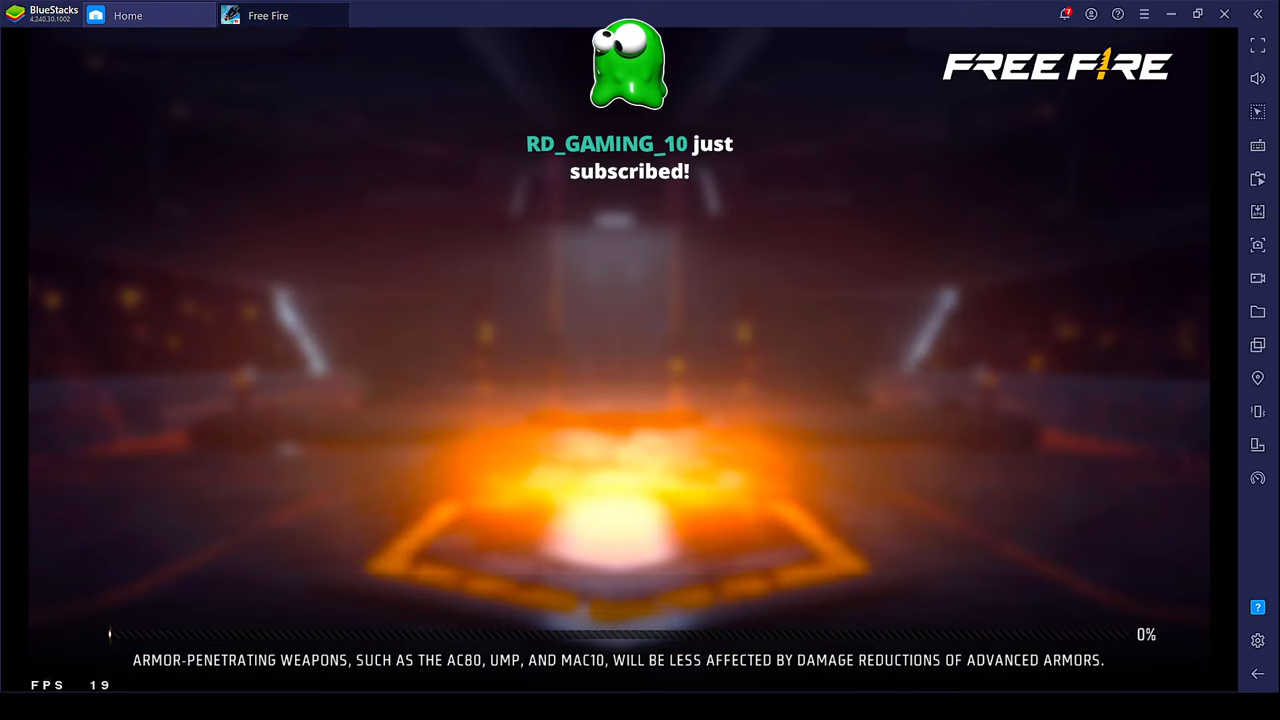 BlueStacks
4.240.30.1002
Home
Free Fire
7
FREE FIRE
RD_GAMING_10 just
subscribed!
0%
ARMOR-PENETRATING WEAPONS, SUCH AS THE AC80, UMP, AND MAC10, WILL BE LESS AFFECTED BY DAMAGE REDUCTIONS OF ADVANCED ARMORS.
FPS 19